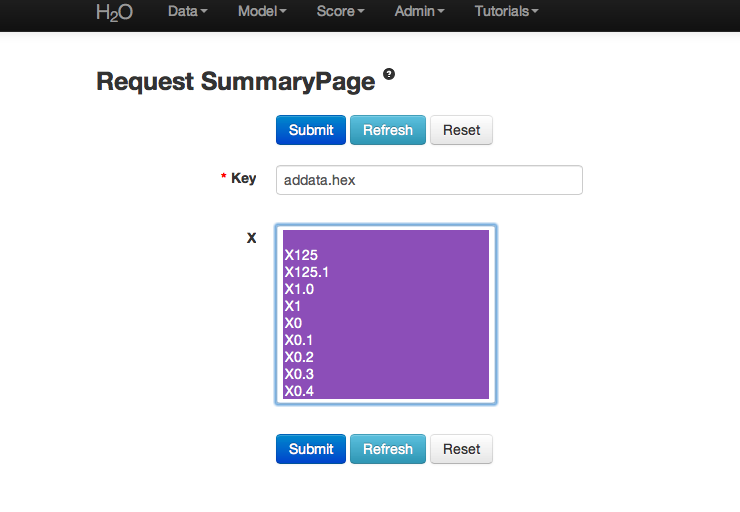 H2O Data Model Score Admin Tutorials
Request SummaryPage ?
Submit Refresh Reset
* Key addata.hex
X
X125
X125.1
X1.0
X1
X0
X0.1
X0.2
X0.3
X0.4
Submit Refresh Reset